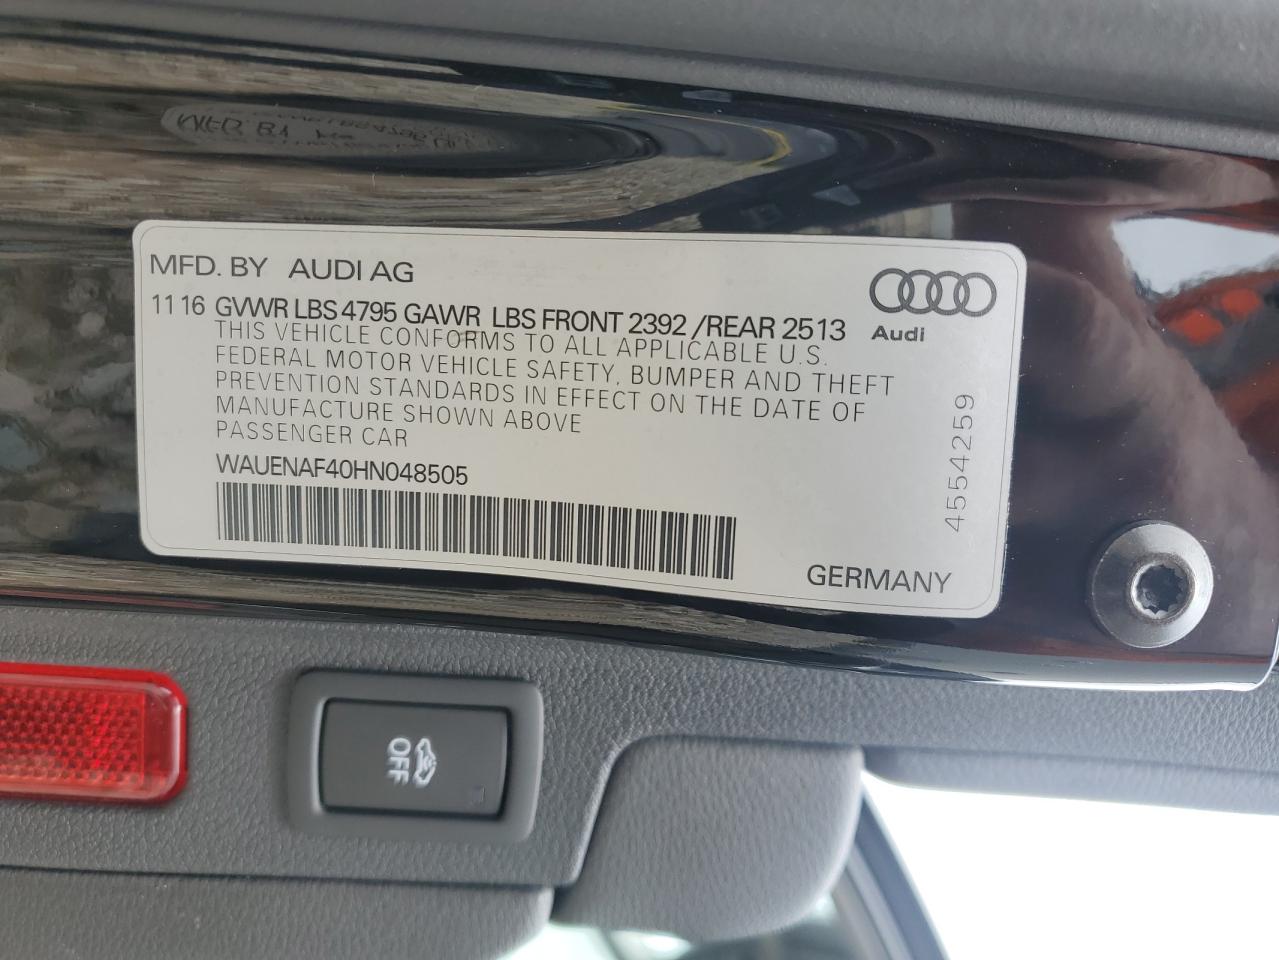 MFD. BY AUDI AG
11 16 GVWR LBS 4795 GAWR LBS FRONT 2392 /REAR 2513
THIS VEHICLE CONFORMS TO ALL APPLICABLE U.S.
FEDERAL MOTOR VEHICLE SAFETY, BUMPER AND THEFT
PREVENTION STANDARDS IN EFFECT ON THE DATE OF
MANUFACTURE SHOWN ABOVE
PASSENGER CAR
WAUENAF40HN048505
GERMANY
Audi
4554259
OFF